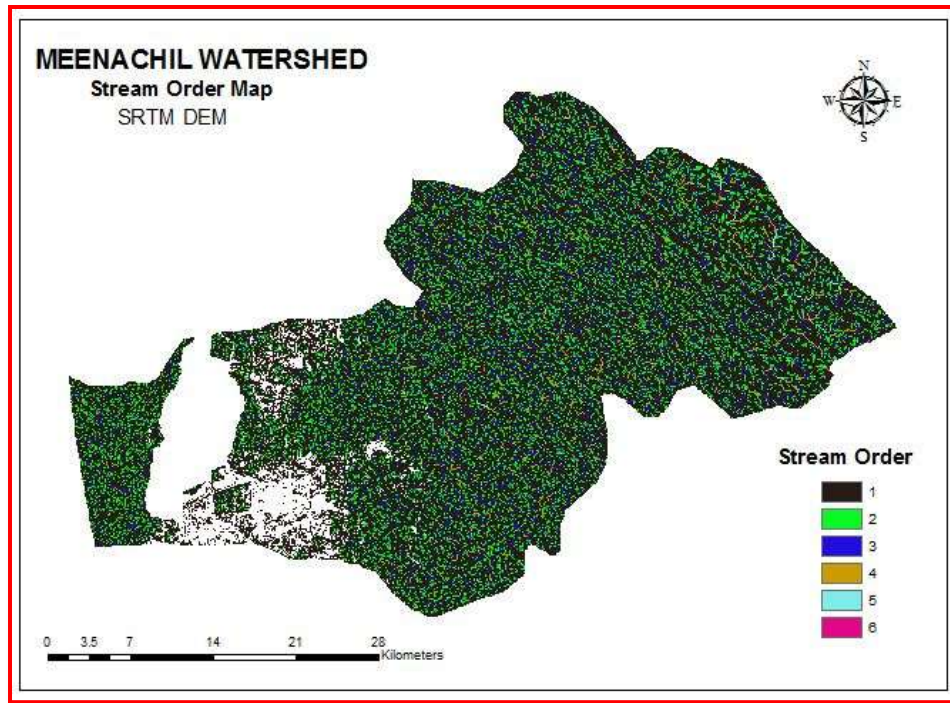 MEENACHIL WATERSHED
Stream Order Map
SRTM DEM
N
W E
S
Stream Order
1
2
3
4
5
6
0 3.5 7 14 21 28
Kilometers